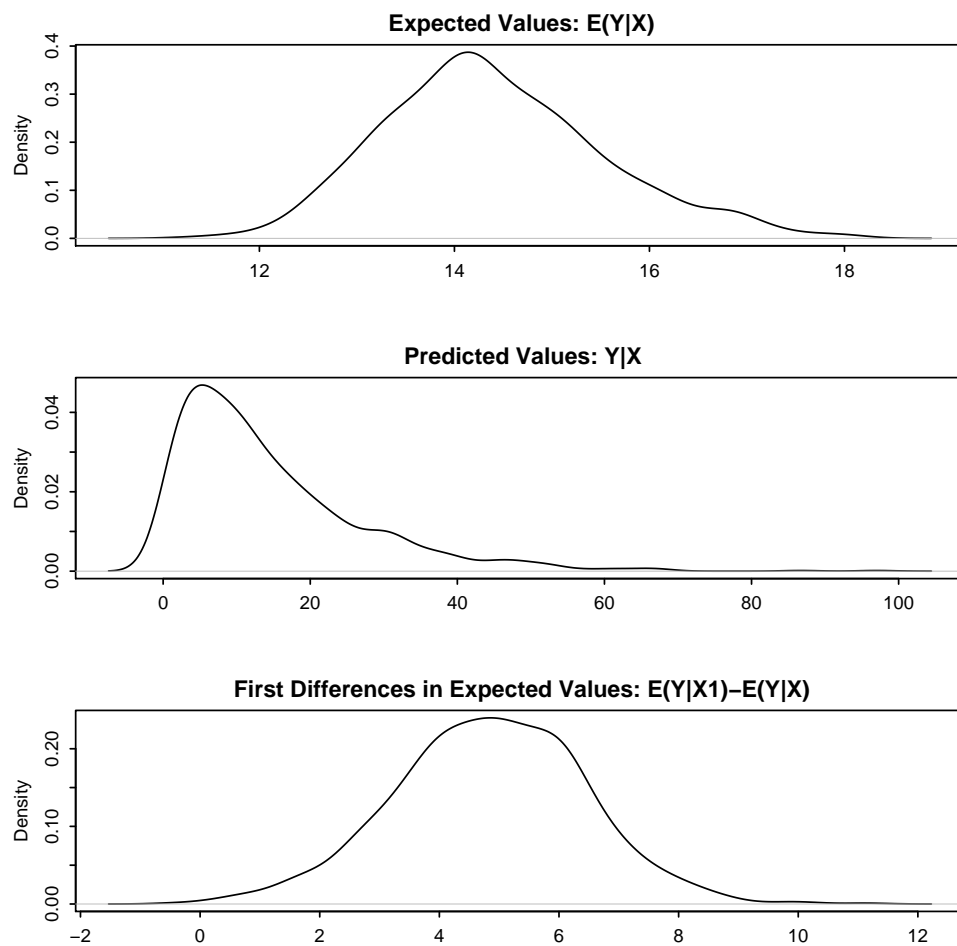 Expected Values: E(Y|X)
Density
0.0 0.1 0.2 0.3 0.4
12 14 16 18
Predicted Values: Y|X
Density
0.00 0.02 0.04
0 20 40 60 80 100
First Differences in Expected Values: E(Y|X1)−E(Y|X)
Density
0.00 0.10 0.20
−2 0 2 4 6 8 10 12